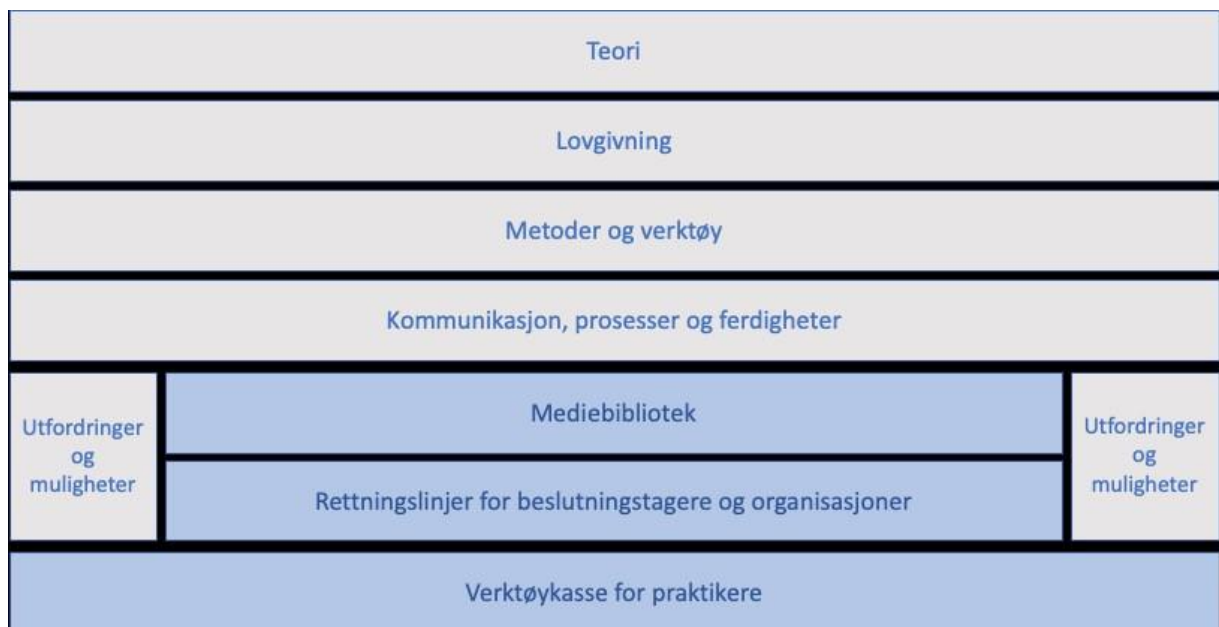 Teori
Lovgivning
Metoder og verktøy
Kommunikasjon, prosesser og ferdigheter
Utfordringer
og
muligheter
Mediebibliotek
Rettningslinjer for beslutningstagere og organisasjoner
Utfordringer
og
muligheter
Verktøykasse for praktikere